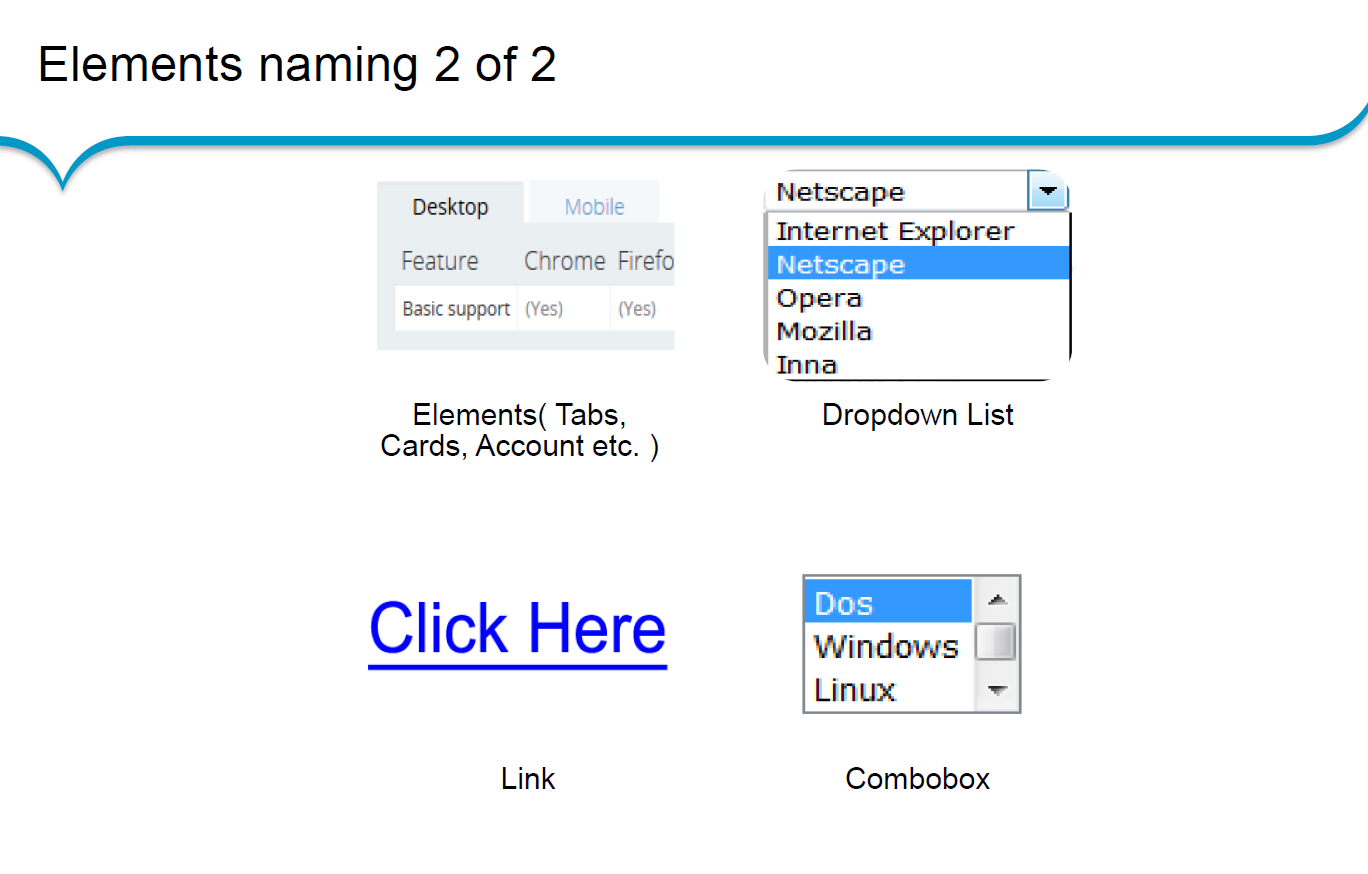 Elements naming 2 of 2
Desktop Mobile
Feature Chrome Firefo
Basic support (Yes) (Yes)
Elements( Tabs,
Cards, Account etc. )
Netscape
Internet Explorer
Netscape
Opera
Mozilla
Inna
Dropdown List
Click Here
Link
Dos
Windows
Linux
Combobox